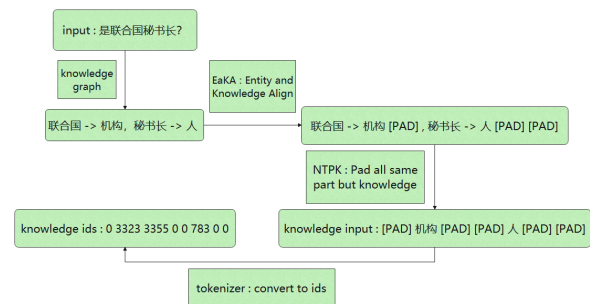 input : 是联合国秘书长?
knowledge
graph
EaKA : Entity and
Knowledge Align
联合国 -> 机构，秘书长 -> 人
联合国 -> 机构 [PAD] , 秘书长 -> 人 [PAD] [PAD]
NTPK : Pad all same
part but knowledge
knowledge ids : 0 3323 3355 0 0 783 0 0
knowledge input : [PAD] 机构 [PAD] [PAD] 人 [PAD] [PAD]
tokenizer : convert to ids